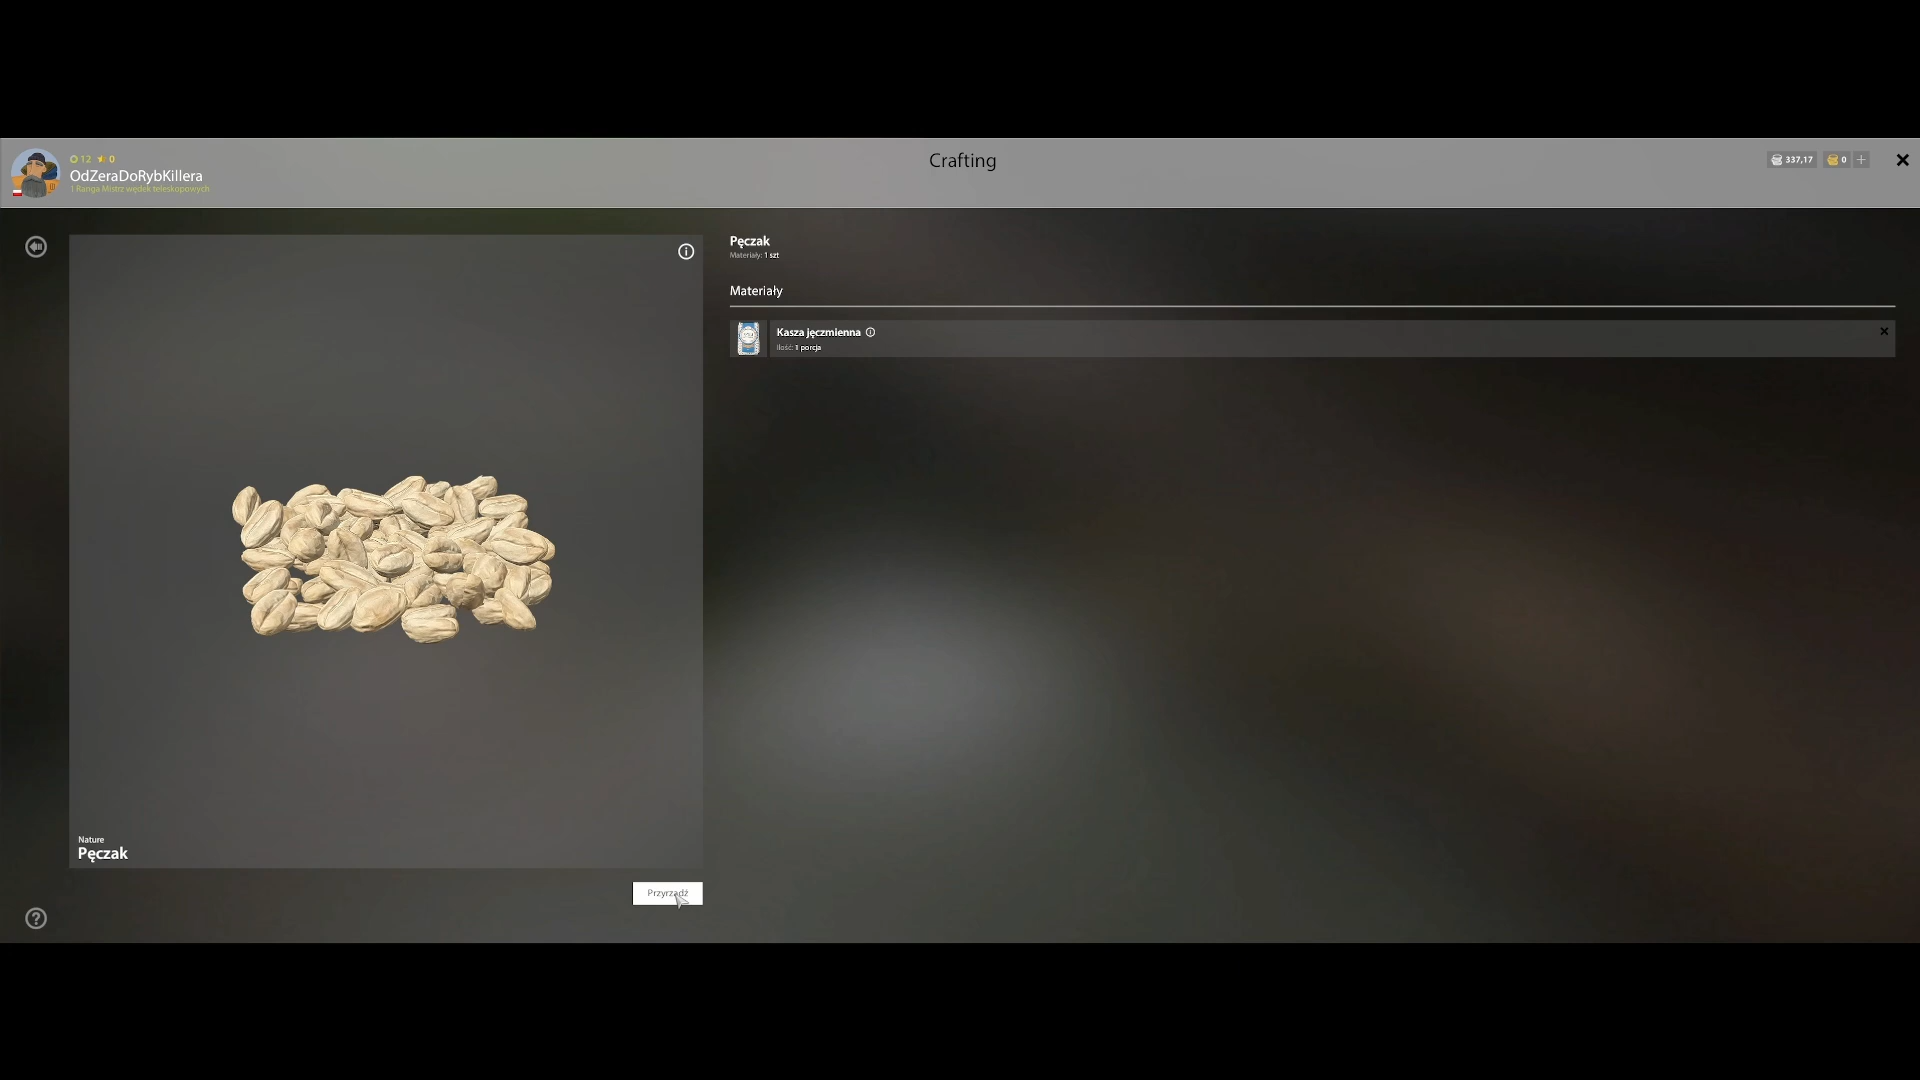 12 0
OdZeraDoRybKillera
1 Ranga Mistrz wędek teleskopowych
Crafting
337,17
0
Pęczak
Materiały: 1 szt
Materiały
Kasza jęczmienna
Ilość: 1 porcja
Nature
Pęczak
Przyrządź